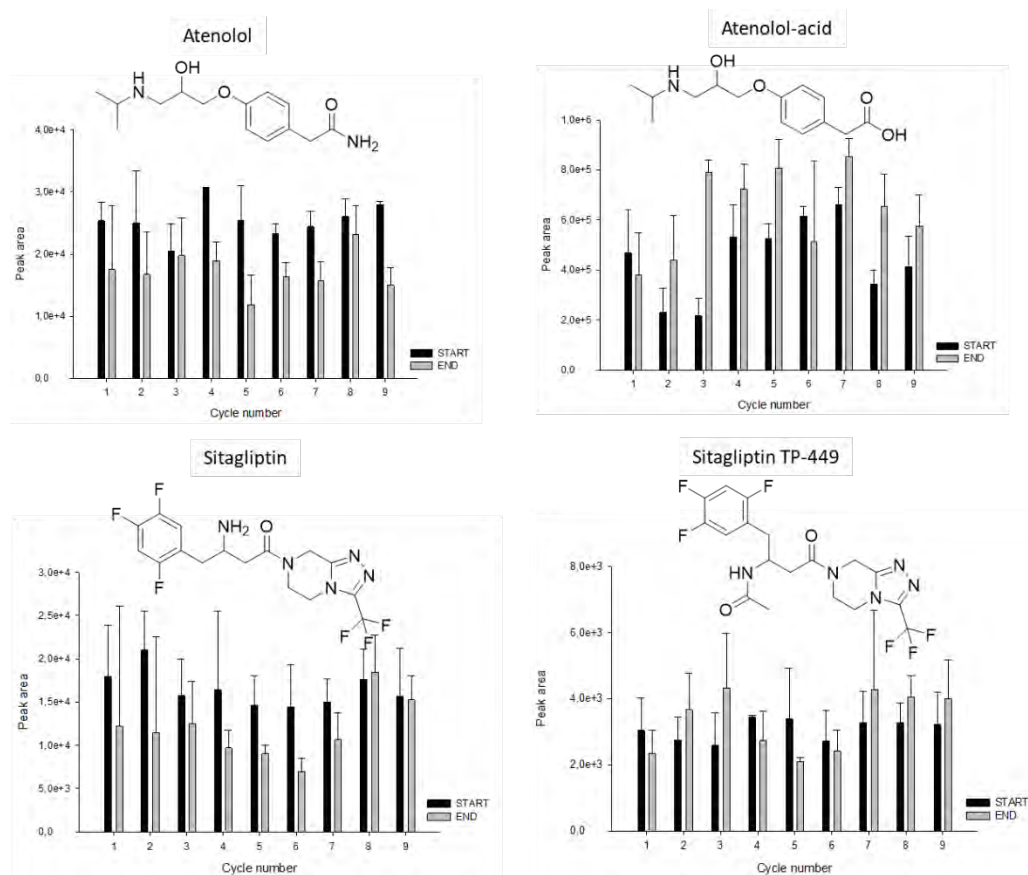 Atenolol
OH
H
N
O
O
NH2
4,0e+4
3,0e+4
2,0e+4
1,0e+4
0,0
Peak area
START
END
1 2 3 4 5 6 7 8 9
Cycle number
Atenolol-acid
OH
H
N
O
O
OH
1,0e+6
8,0e+5
6,0e+5
4,0e+5
2,0e+5
0,0
Peak area
START
END
1 2 3 4 5 6 7 8 9
Cycle number
Sitagliptin
F
F
F
NH2
O
N
N
N
N
F
F
F
3,0e+4
2,5e+4
2,0e+4
1,5e+4
1,0e+4
5,0e+3
0,0
Peak area
START
END
1 2 3 4 5 6 7 8 9
Cycle number
Sitagliptin TP-449
F
F
F
O
HN
O
N
N
N
N
F
F
F
8,0e+3
6,0e+3
4,0e+3
2,0e+3
0,0
Peak area
START
END
1 2 3 4 5 6 7 8 9
Cycle number